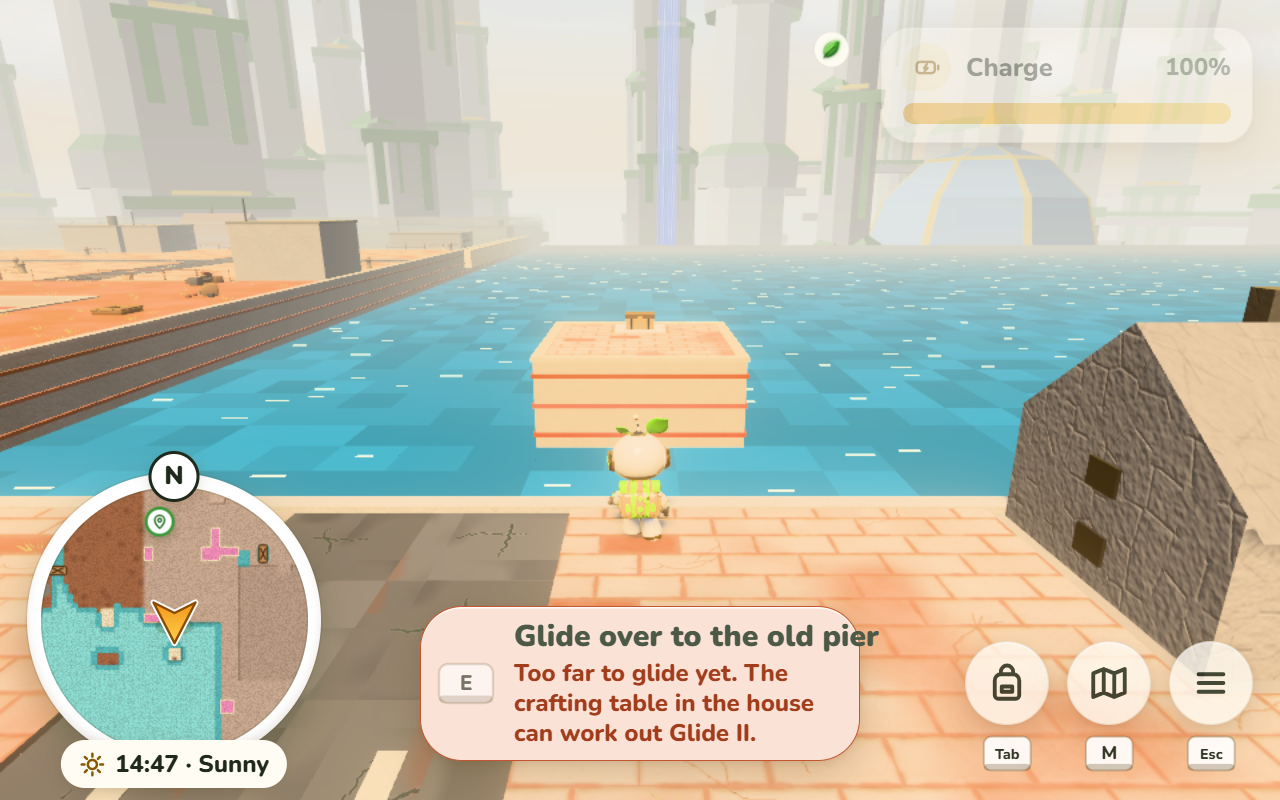 Charge 100%
N
Glide over to the old pier
E
Too far to glide yet. The
crafting table in the house
can work out Glide II.
14:47 · Sunny
Tab
M
Esc